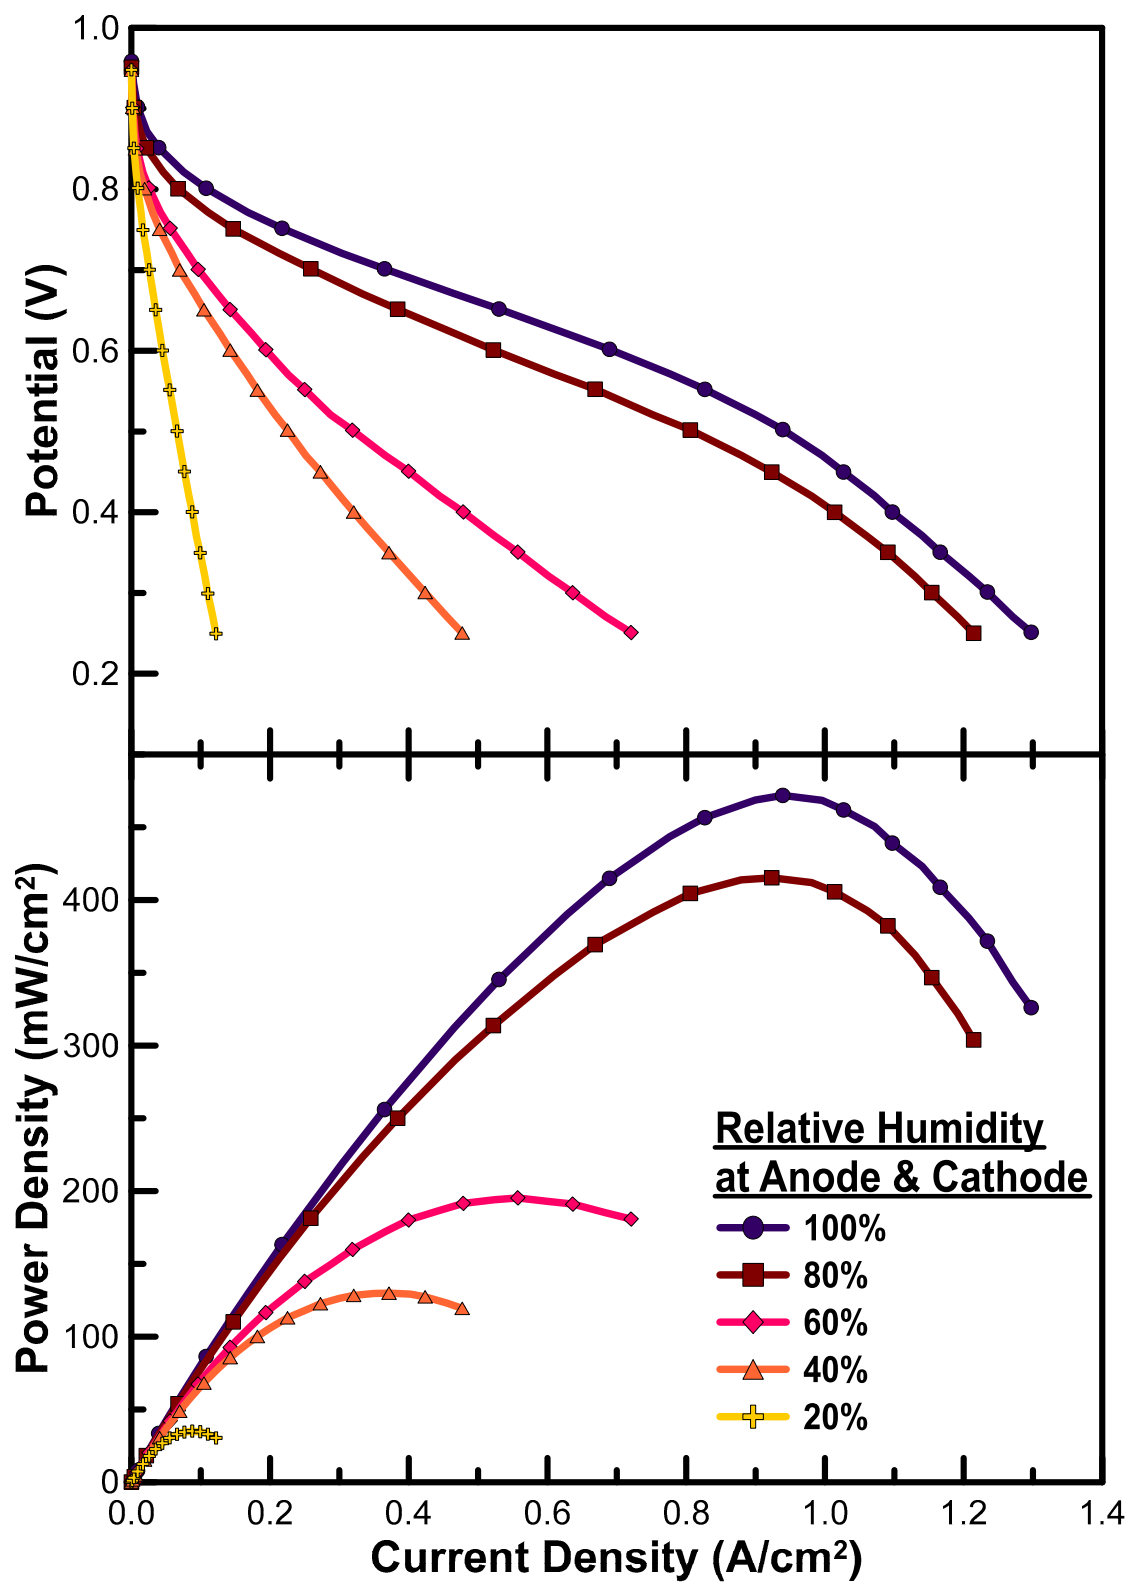 1.0
0.8
0.6
0.4
0.2
Potential (V)
400
300
200
100
0
Power Density (mW/cm²)
Relative Humidity
at Anode & Cathode
100%
80%
60%
40%
20%
0.0 0.2 0.4 0.6 0.8 1.0 1.2 1.4
Current Density (A/cm²)